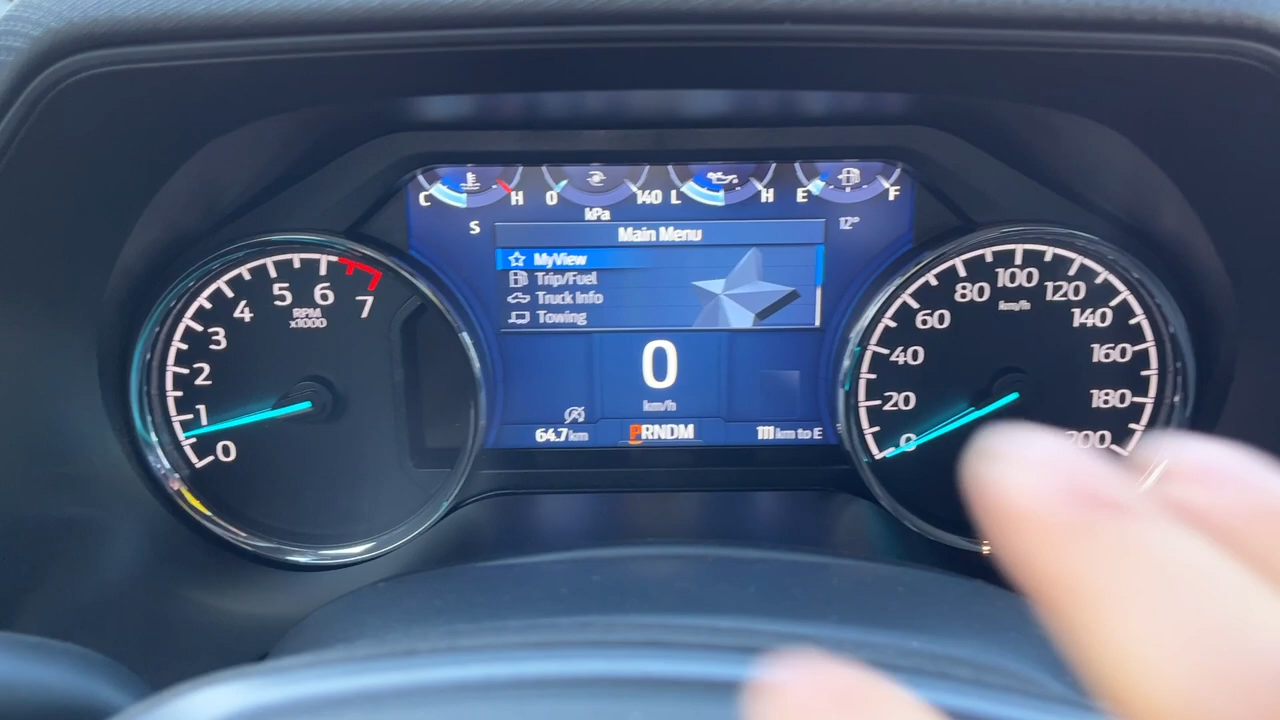 C H 0 140 L H E F
kPa
S 12°
Main Menu
MyView
Trip/Fuel
Truck Info
Towing
0
km/h
64.7 km PRNDM 111 km to E
0 1 2 3 4 5 6 7
RPM
x1000
0 20 40 60 80 100 120 140 160 180 200
km/h